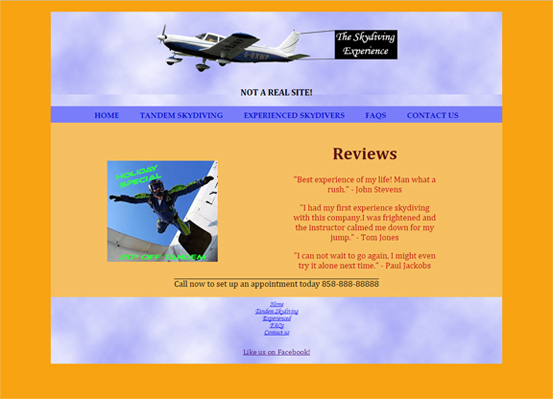 The Skydiving
Experience
NOT A REAL SITE!
HOME TANDEM SKYDIVING EXPERIENCED SKYDIVERS FAQS CONTACT US
Reviews
HOLIDAY
SPECIAL
"Best experience of my life! Man what a
rush." - John Stevens
"I had my first experience skydiving
with this company.I was frightened and
the instructor calmed me down for my
jump." - Tom Jones
"I can not wait to go again, I might even
try it alone next time." - Paul Jackobs
Call now to set up an appointment today 858-888-88888
Home
Tandem Skydiving
Experienced
FAQs
Contact us
Like us on Facebook!